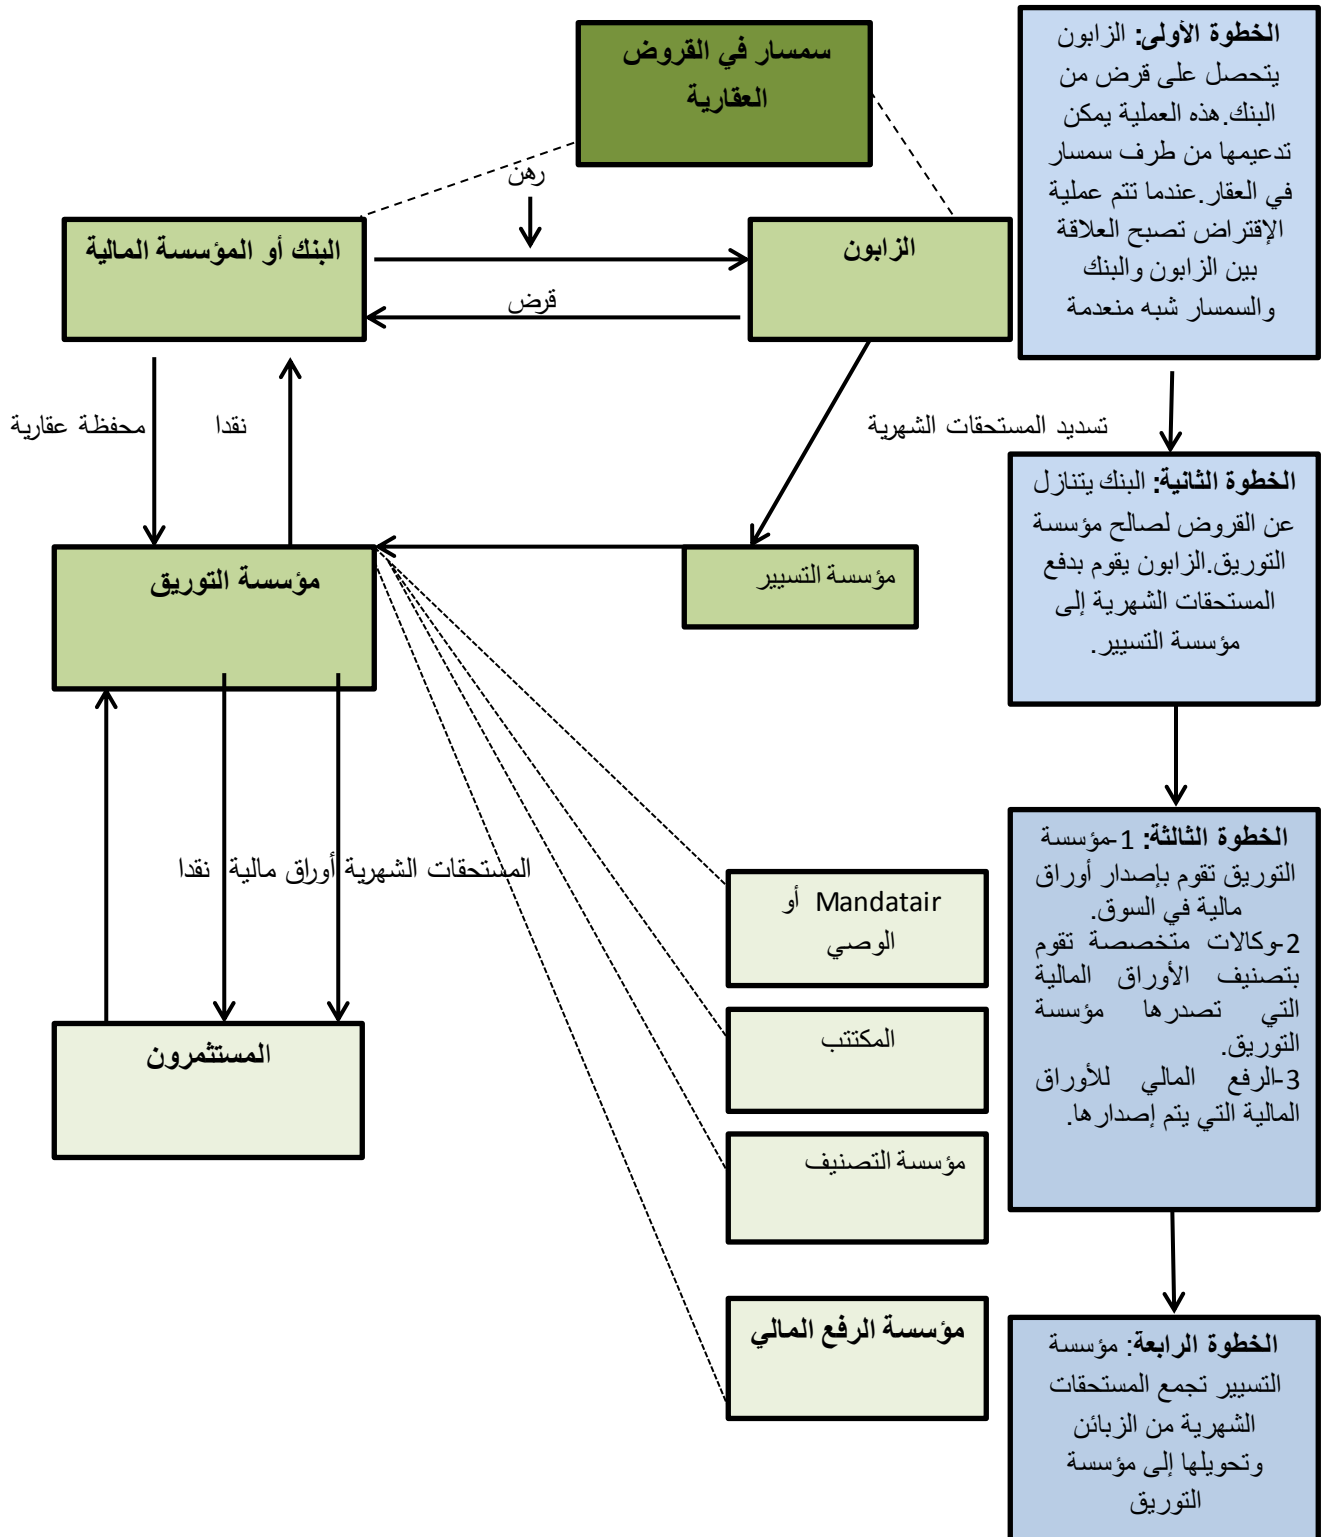 سمسار في القروض
العقارية
رهن
البنك أو المؤسسة المالية
الزابون
قرض
محفظة عقارية
نقدا
تسديد المستحقات الشهرية
مؤسسة التوريق
مؤسسة التسيير
المستحقات الشهرية أوراق مالية نقدا
المستثمرون
Mandatair أو
الوصي
المكتتب
مؤسسة التصنيف
مؤسسة الرفع المالي
الخطوة الأولى: الزابون
يتحصل على قرض من
البنك.هذه العملية يمكن
تدعيمها من طرف سمسار
في العقار.عندما تتم عملية
الإقتراض تصبح العلاقة
بين الزابون والبنك
والسمسار شبه منعدمة
الخطوة الثانية: البنك يتنازل
عن القروض لصالح مؤسسة
التوريق.الزابون يقوم بدفع
المستحقات الشهرية إلى
مؤسسة التسيير.
الخطوة الثالثة: 1-مؤسسة
التوريق تقوم بإصدار أوراق
مالية في السوق.
2-وكالات متخصصة تقوم
بتصنيف الأوراق المالية
التي تصدرها مؤسسة
التوريق.
3-الرفع المالي للأوراق
المالية التي يتم إصدارها.
الخطوة الرابعة: مؤسسة
التسيير تجمع المستحقات
الشهرية من الزبائن
وتحويلها إلى مؤسسة
التوريق